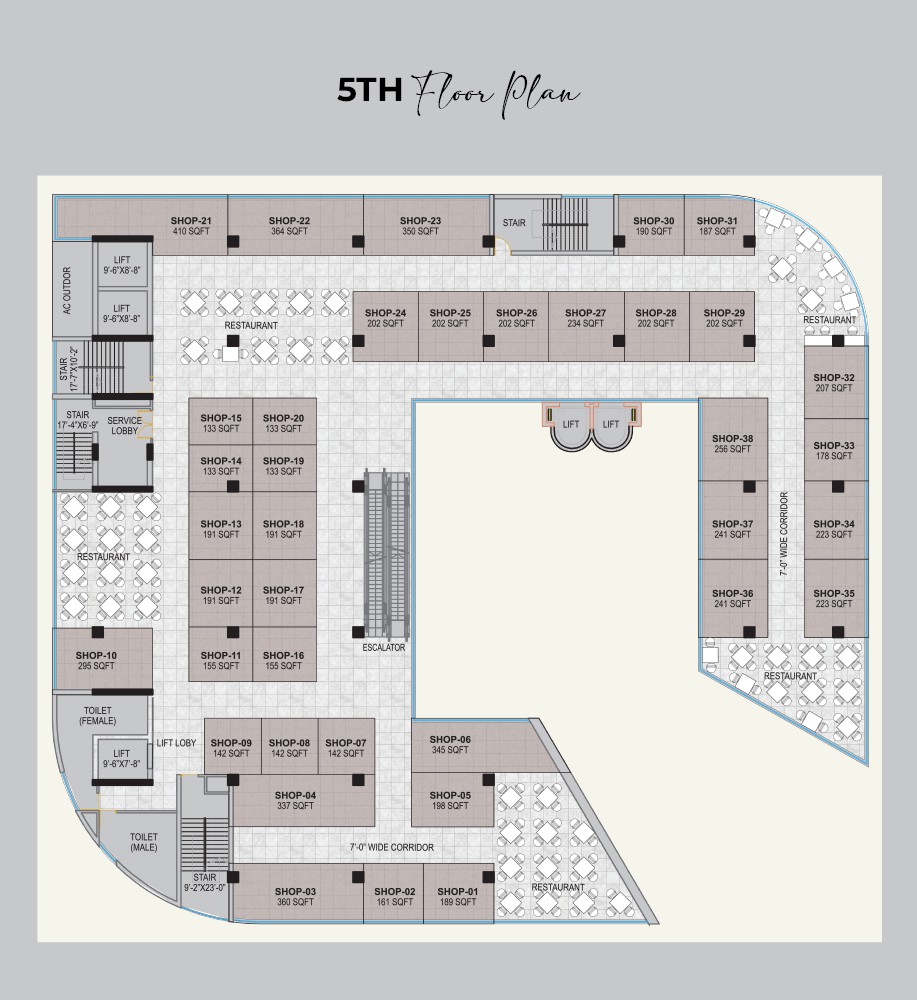 5TH Floor Plan
SHOP-21
410 SQFT
SHOP-22
364 SQFT
SHOP-23
350 SQFT
STAIR
SHOP-30
190 SQFT
SHOP-31
187 SQFT
LIFT
9'-6"X8'-8"
AC OUTDOR
LIFT
9'-6"X8'-8"
RESTAURANT
SHOP-24
202 SQFT
SHOP-25
202 SQFT
SHOP-26
202 SQFT
SHOP-27
234 SQFT
SHOP-28
202 SQFT
SHOP-29
202 SQFT
RESTAURANT
STAIR
17'-7"X10'-2"
SHOP-32
207 SQFT
STAIR
17'-4"X6'-9"
SERVICE
LOBBY
SHOP-15
133 SQFT
SHOP-20
133 SQFT
LIFT
LIFT
SHOP-38
256 SQFT
SHOP-33
178 SQFT
SHOP-14
133 SQFT
SHOP-19
133 SQFT
SHOP-13
191 SQFT
SHOP-18
191 SQFT
SHOP-37
241 SQFT
7'-0" WIDE CORRIDOR
SHOP-34
223 SQFT
RESTAURANT
SHOP-12
191 SQFT
SHOP-17
191 SQFT
SHOP-36
241 SQFT
SHOP-35
223 SQFT
ESCALATOR
SHOP-10
295 SQFT
SHOP-11
155 SQFT
SHOP-16
155 SQFT
RESTAURANT
TOILET
(FEMALE)
LIFT
9'-6"X7'-8"
LIFT LOBY
SHOP-09
142 SQFT
SHOP-08
142 SQFT
SHOP-07
142 SQFT
SHOP-06
345 SQFT
SHOP-04
337 SQFT
SHOP-05
198 SQFT
TOILET
(MALE)
7'-0" WIDE CORRIDOR
STAIR
9'-2"X23'-0"
SHOP-03
360 SQFT
SHOP-02
161 SQFT
SHOP-01
189 SQFT
RESTAURANT